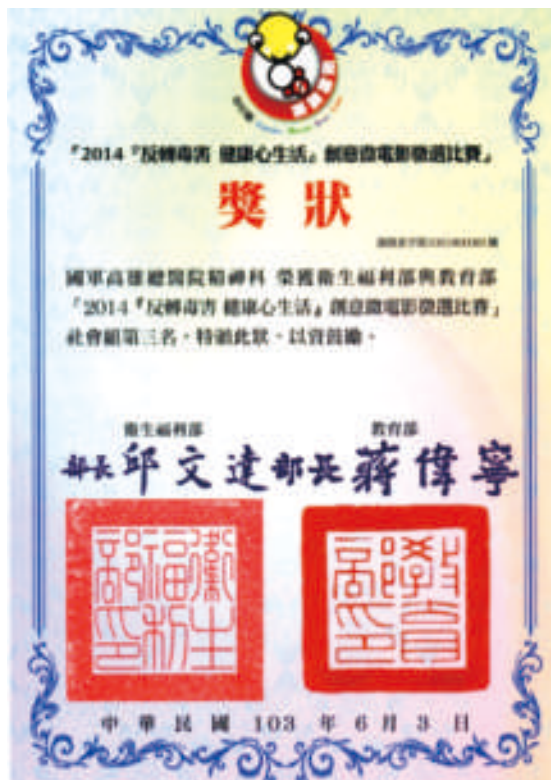 『2014『反轉毒害 健康心生活』創意微電影徵選比賽』
獎狀
國軍高雄總醫院精神科 榮獲衛生福利部與教育部
「2014『反轉毒害 健康心生活』創意微電影徵選比賽」
社會組第三名,特頒此狀,以資鼓勵。
衛生福利部 教育部
部長邱文達 部長蔣偉寧
衛生福利部印 教育部印
中華民國 103 年 6 月 3 日